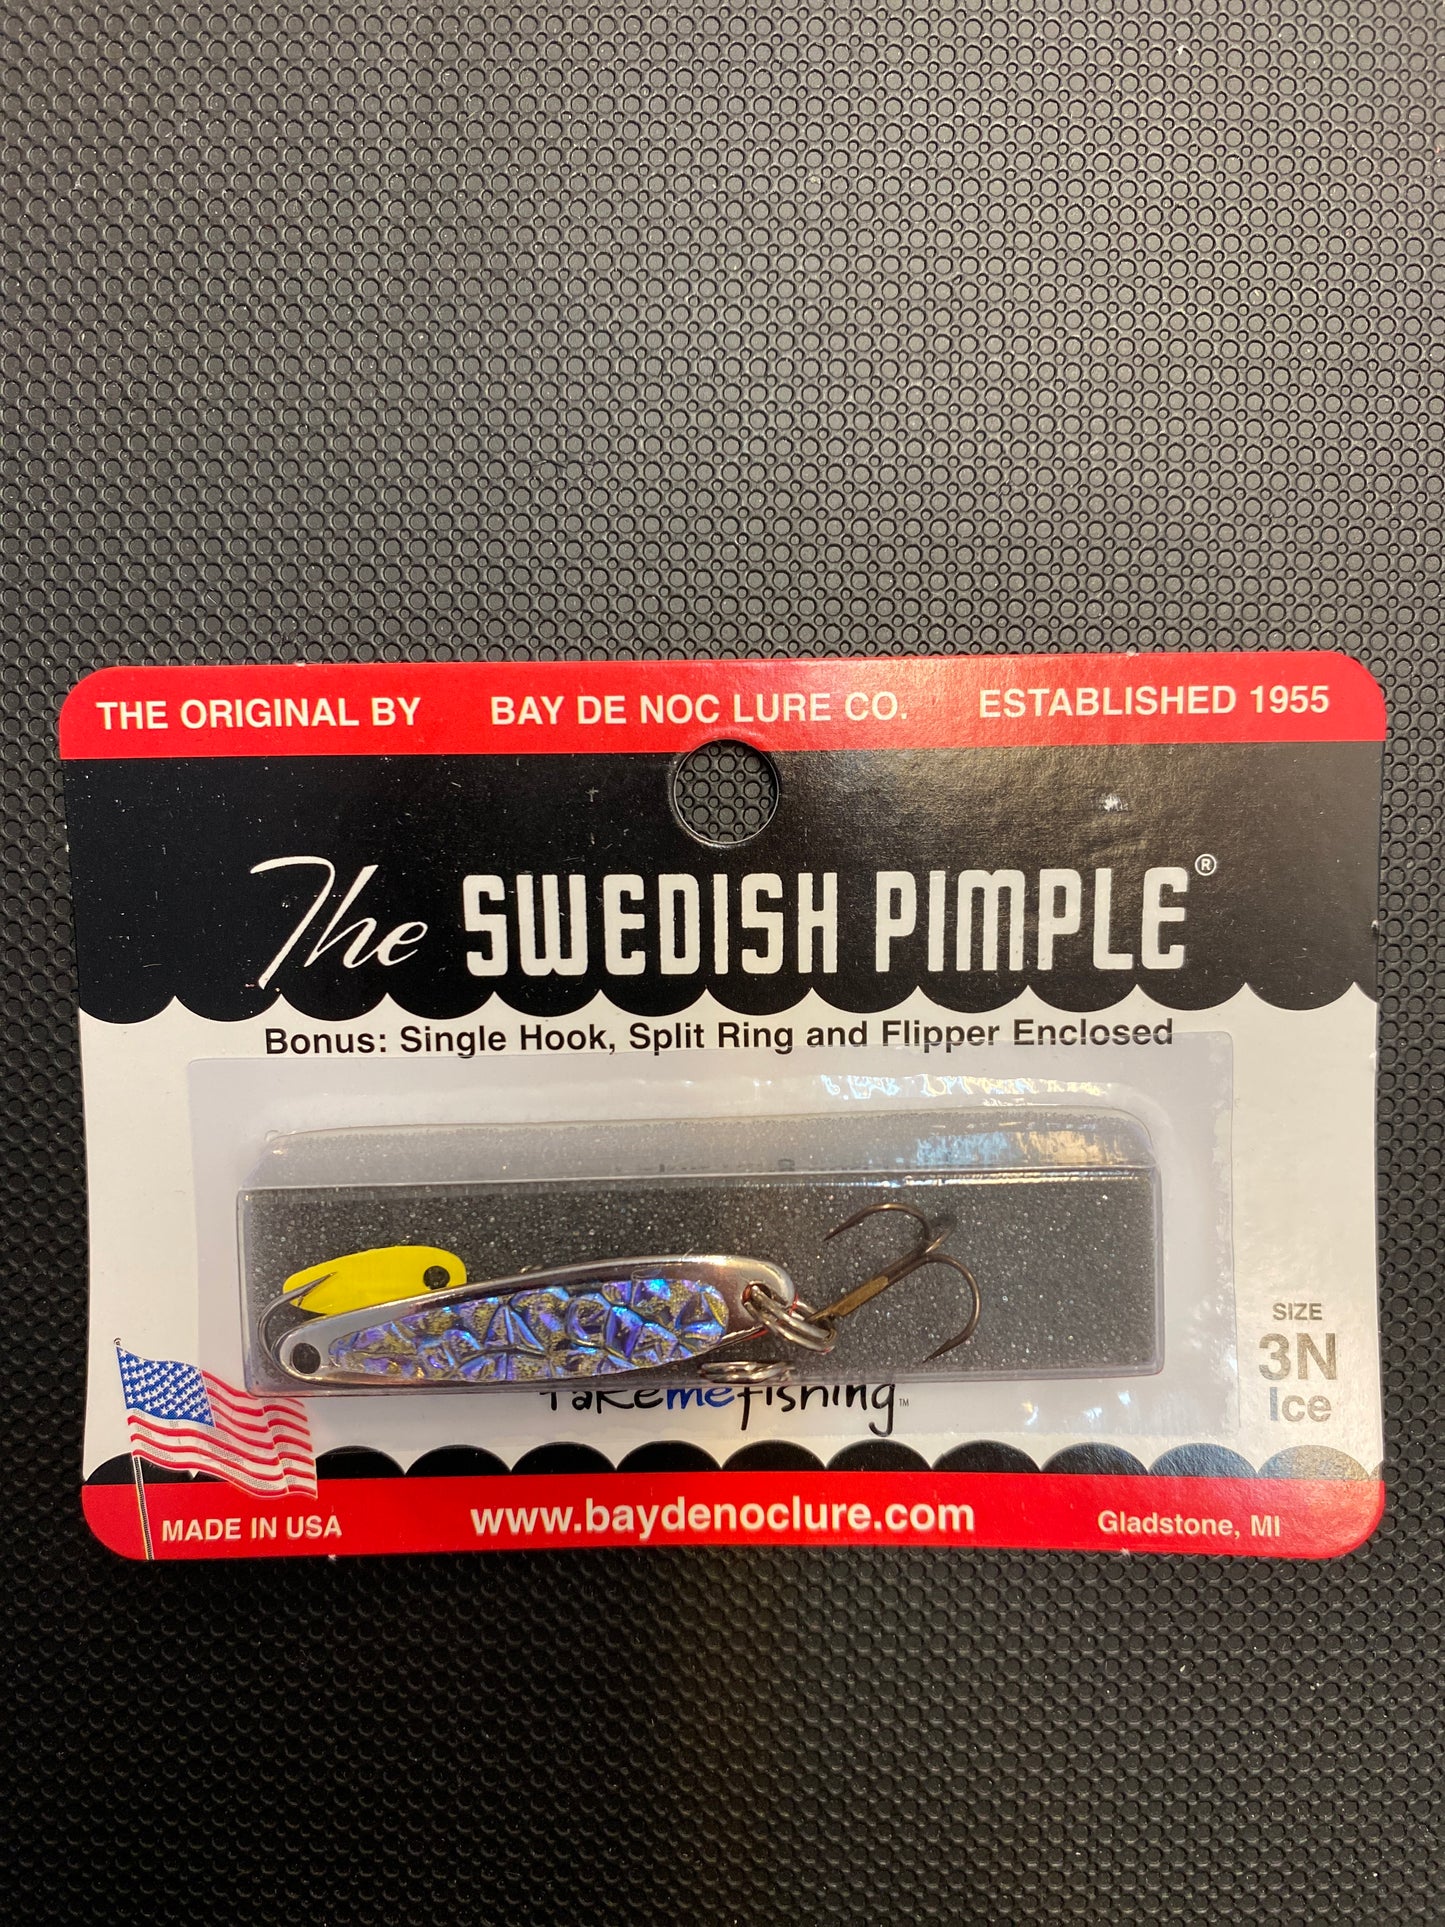 THE ORIGINAL BY BAY DE NOC LURE CO. ESTABLISHED 1955
The SWEDISH PIMPLE®
Bonus: Single Hook, Split Ring and Flipper Enclosed
SIZE
3N
Ice
takemefishing™
MADE IN USA www.baydenoclure.com Gladstone, MI